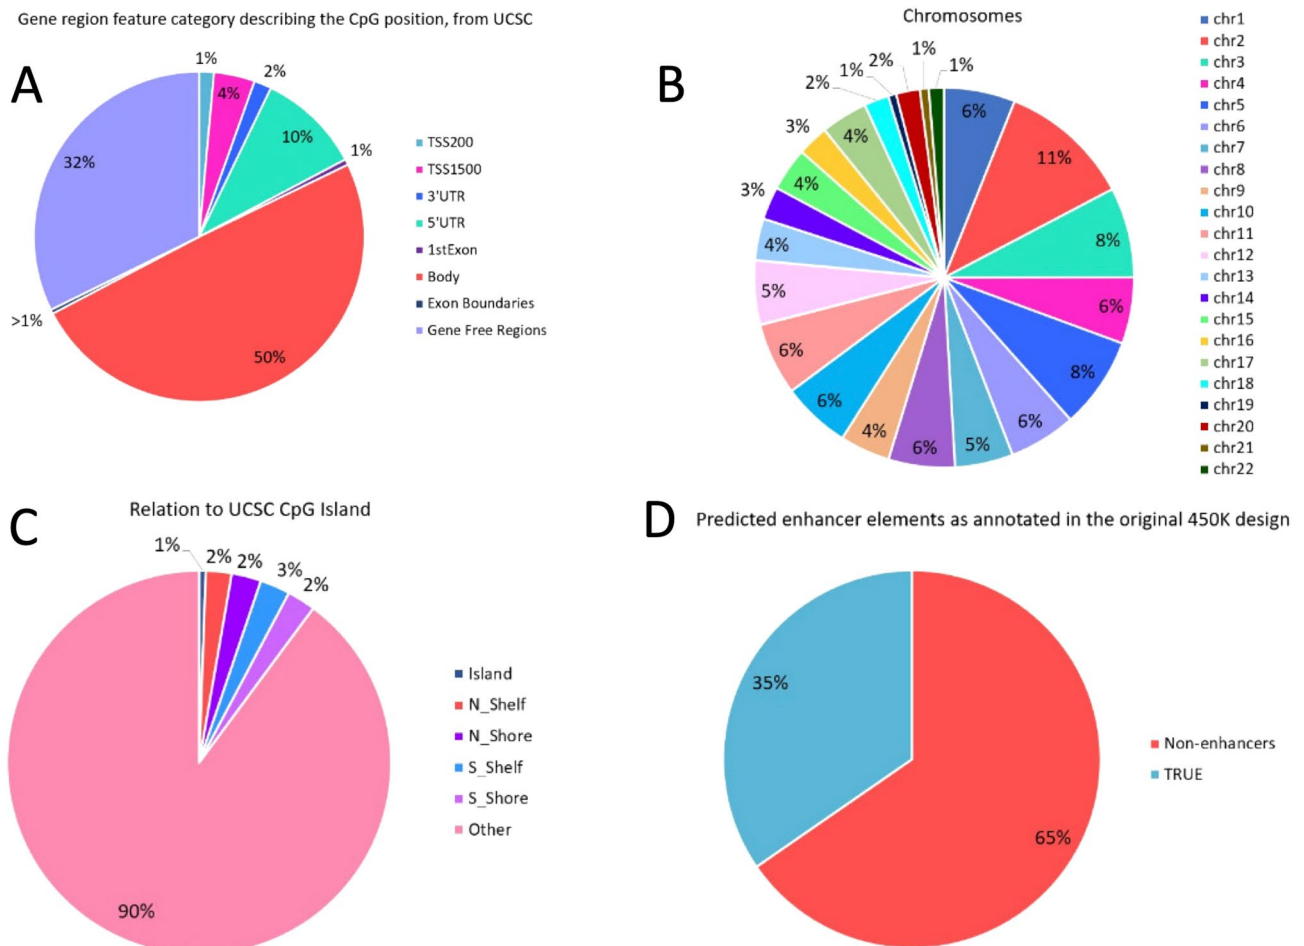 Gene region feature category describing the CpG position, from UCSC
A
1%
4%
2%
10%
1%
50%
>1%
32%
TSS200
TSS1500
3'UTR
5'UTR
1stExon
Body
Exon Boundaries
Gene Free Regions
Chromosomes
B
6%
11%
8%
6%
8%
6%
5%
6%
4%
6%
6%
5%
4%
3%
4%
3%
4%
2%
1%
2%
1%
1%
chr1
chr2
chr3
chr4
chr5
chr6
chr7
chr8
chr9
chr10
chr11
chr12
chr13
chr14
chr15
chr16
chr17
chr18
chr19
chr20
chr21
chr22
C
Relation to UCSC CpG Island
1%
2%
2%
3%
2%
90%
Island
N_Shelf
N_Shore
S_Shelf
S_Shore
Other
D
Predicted enhancer elements as annotated in the original 450K design
35%
65%
Non-enhancers
TRUE